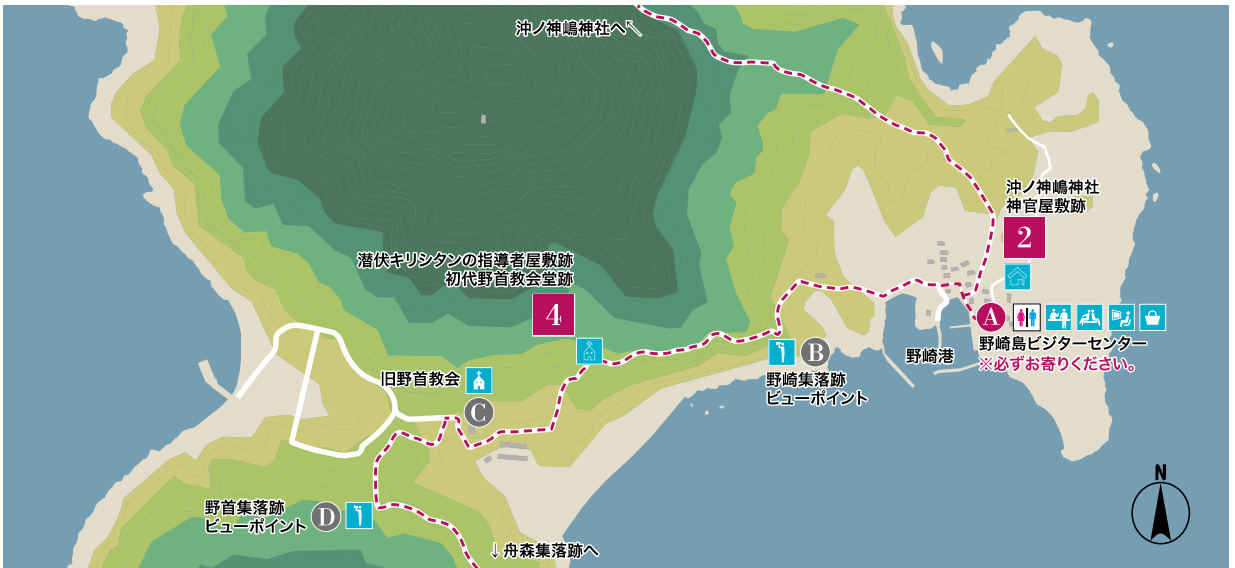 沖ノ神嶋神社へ↖
沖ノ神嶋神社
神官屋敷跡
2
潜伏キリシタンの指導者屋敷跡
初代野首教会堂跡
4
A
野崎島ビジターセンター
※必ずお寄りください。
野崎港
B
野崎集落跡
ビューポイント
旧野首教会
C
野首集落跡
ビューポイント
D
↓舟森集落跡へ
N